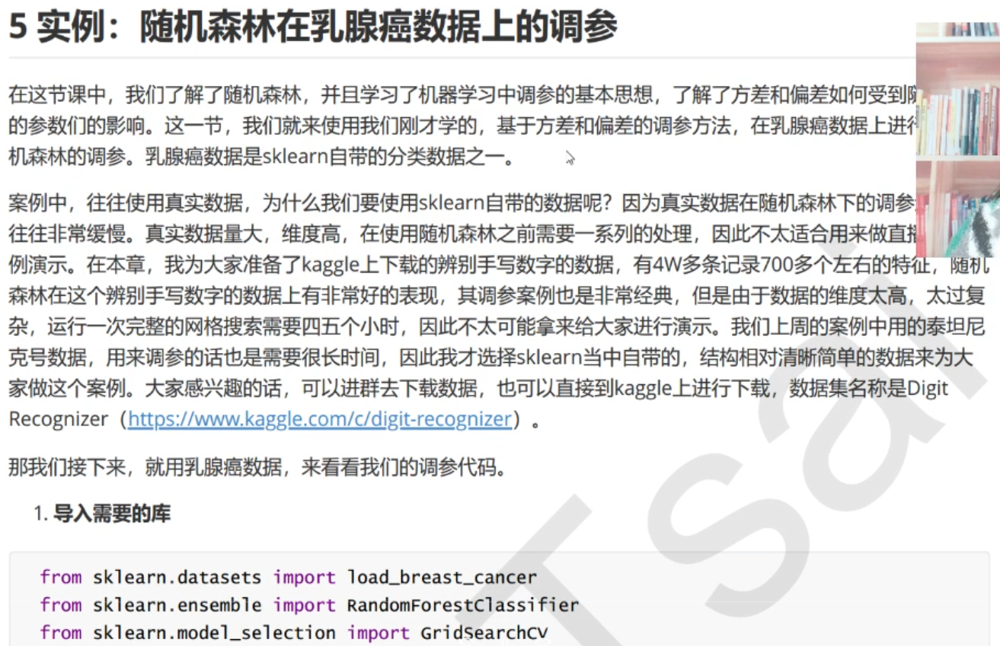 5 实例：随机森林在乳腺癌数据上的调参
在这节课中，我们了解了随机森林，并且学习了机器学习中调参的基本思想，了解了方差和偏差如何受到
的参数们的影响。这一节，我们就来使用我们刚才学的，基于方差和偏差的调参方法，在乳腺癌数据上进行
机森林的调参。乳腺癌数据是sklearn自带的分类数据之一。
案例中，往往使用真实数据，为什么我们要使用sklearn自带的数据呢？因为真实数据在随机森林下的调参
往往非常缓慢。真实数据量大，维度高，在使用随机森林之前需要一系列的处理，因此不太适合用来做直播
例演示。在本章，我为大家准备了kaggle上下载的辨别手写数字的数据，有4W多条记录700多个左右的特征，随机
森林在这个辨别手写数字的数据上有非常好的表现，其调参案例也是非常经典，但是由于数据的维度太高，太过复
杂，运行一次完整的网格搜索需要四五个小时，因此不太可能拿来给大家进行演示。我们上周的案例中用的泰坦尼
克号数据，用来调参的话也是需要很长时间，因此我才选择sklearn当中自带的，结构相对清晰简单的数据来为大
家做这个案例。大家感兴趣的话，可以进群去下载数据，也可以直接到kaggle上进行下载，数据集名称是Digit
Recognizer（https://www.kaggle.com/c/digit-recognizer）。
那我们接下来，就用乳腺癌数据，来看看我们的调参代码。
1. 导入需要的库
from sklearn.datasets import load_breast_cancer
from sklearn.ensemble import RandomForestClassifier
from sklearn.model_selection import GridSearchCV
Tsai